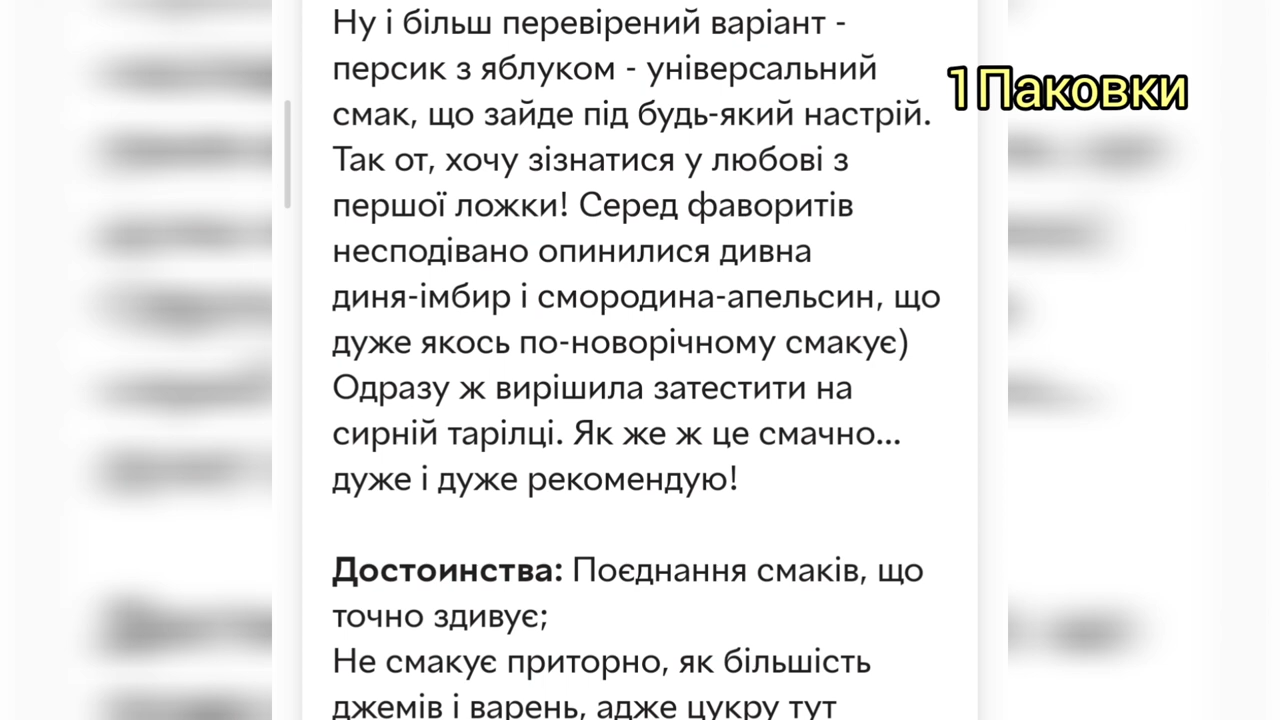 Ну і більш перевірений варіант -
персик з яблуком - універсальний
смак, що зайде під будь-який настрій.
Так от, хочу зізнатися у любові з
першої ложки! Серед фаворитів
несподівано опинилися дивна
диня-імбир і смородина-апельсин, що
дуже якось по-новорічному смакує)
Одразу ж вирішила затестити на
сирній тарілці. Як же ж це смачно...
дуже і дуже рекомендую!
Достоинства: Поєднання смаків, що
точно здивує;
Не смакує приторно, як більшість
джемів і варень, адже цукру тут
1 Паковки